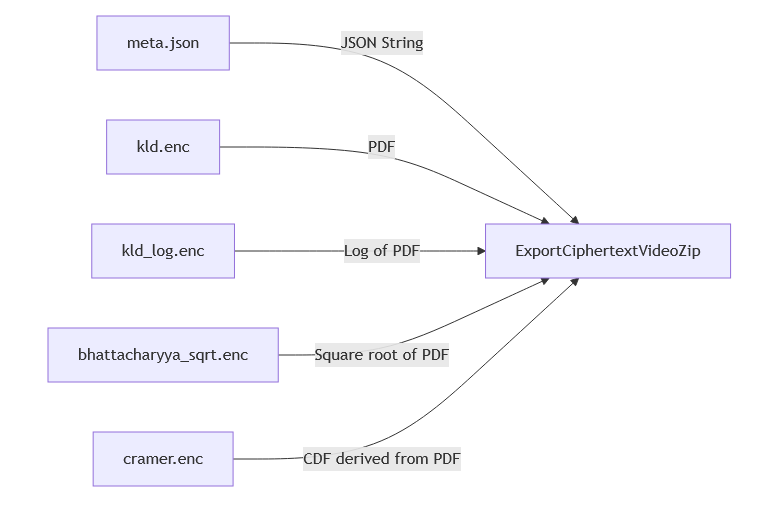 meta.json
JSON String
kld.enc
PDF
kld_log.enc
Log of PDF
ExportCiphertextVideoZip
bhattacharyya_sqrt.enc
Square root of PDF
cramer.enc
CDF derived from PDF